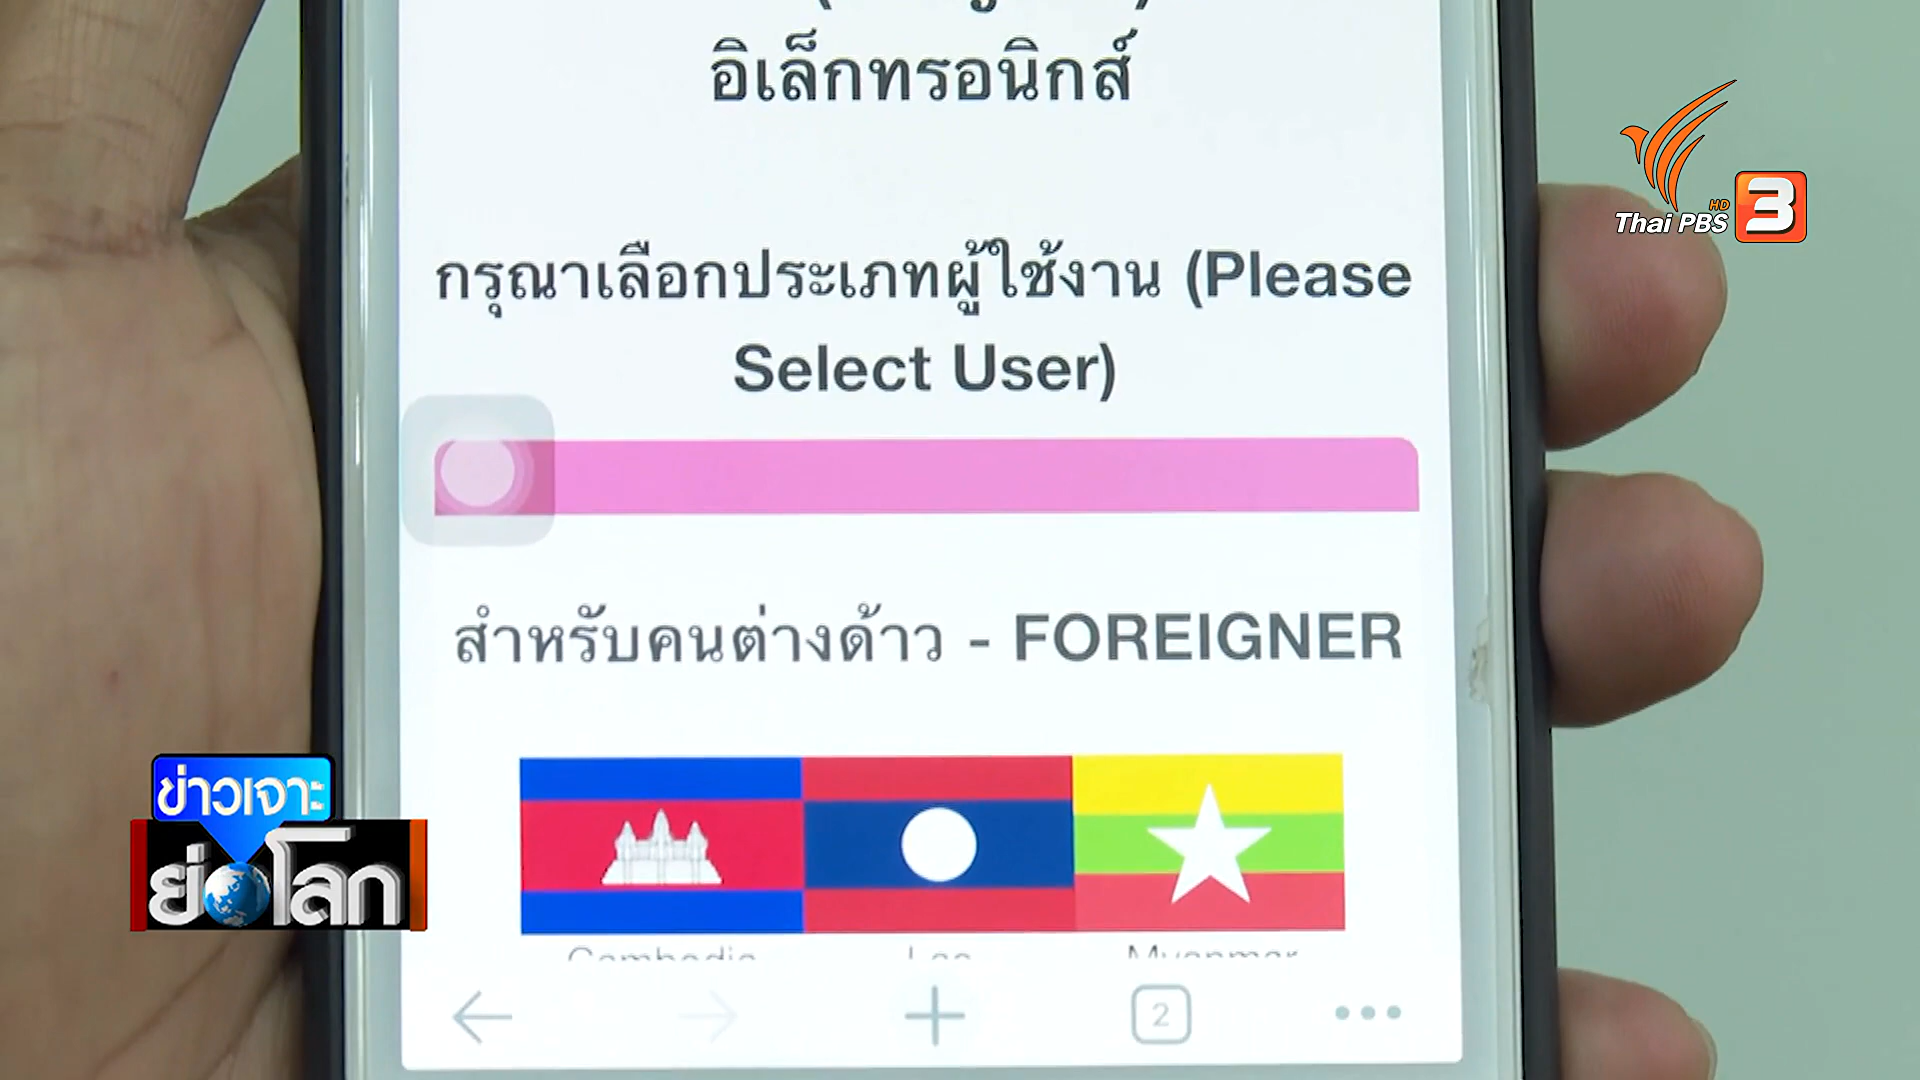 อิเล็กทรอนิกส์
กรุณาเลือกประเภทผู้ใช้งาน (Please
Select User)
สำหรับคนต่างด้าว - FOREIGNER
Cambodia Lao Myanmar
2
HD
Thai PBS 3
ข่าวเจาะ
ย่อโลก